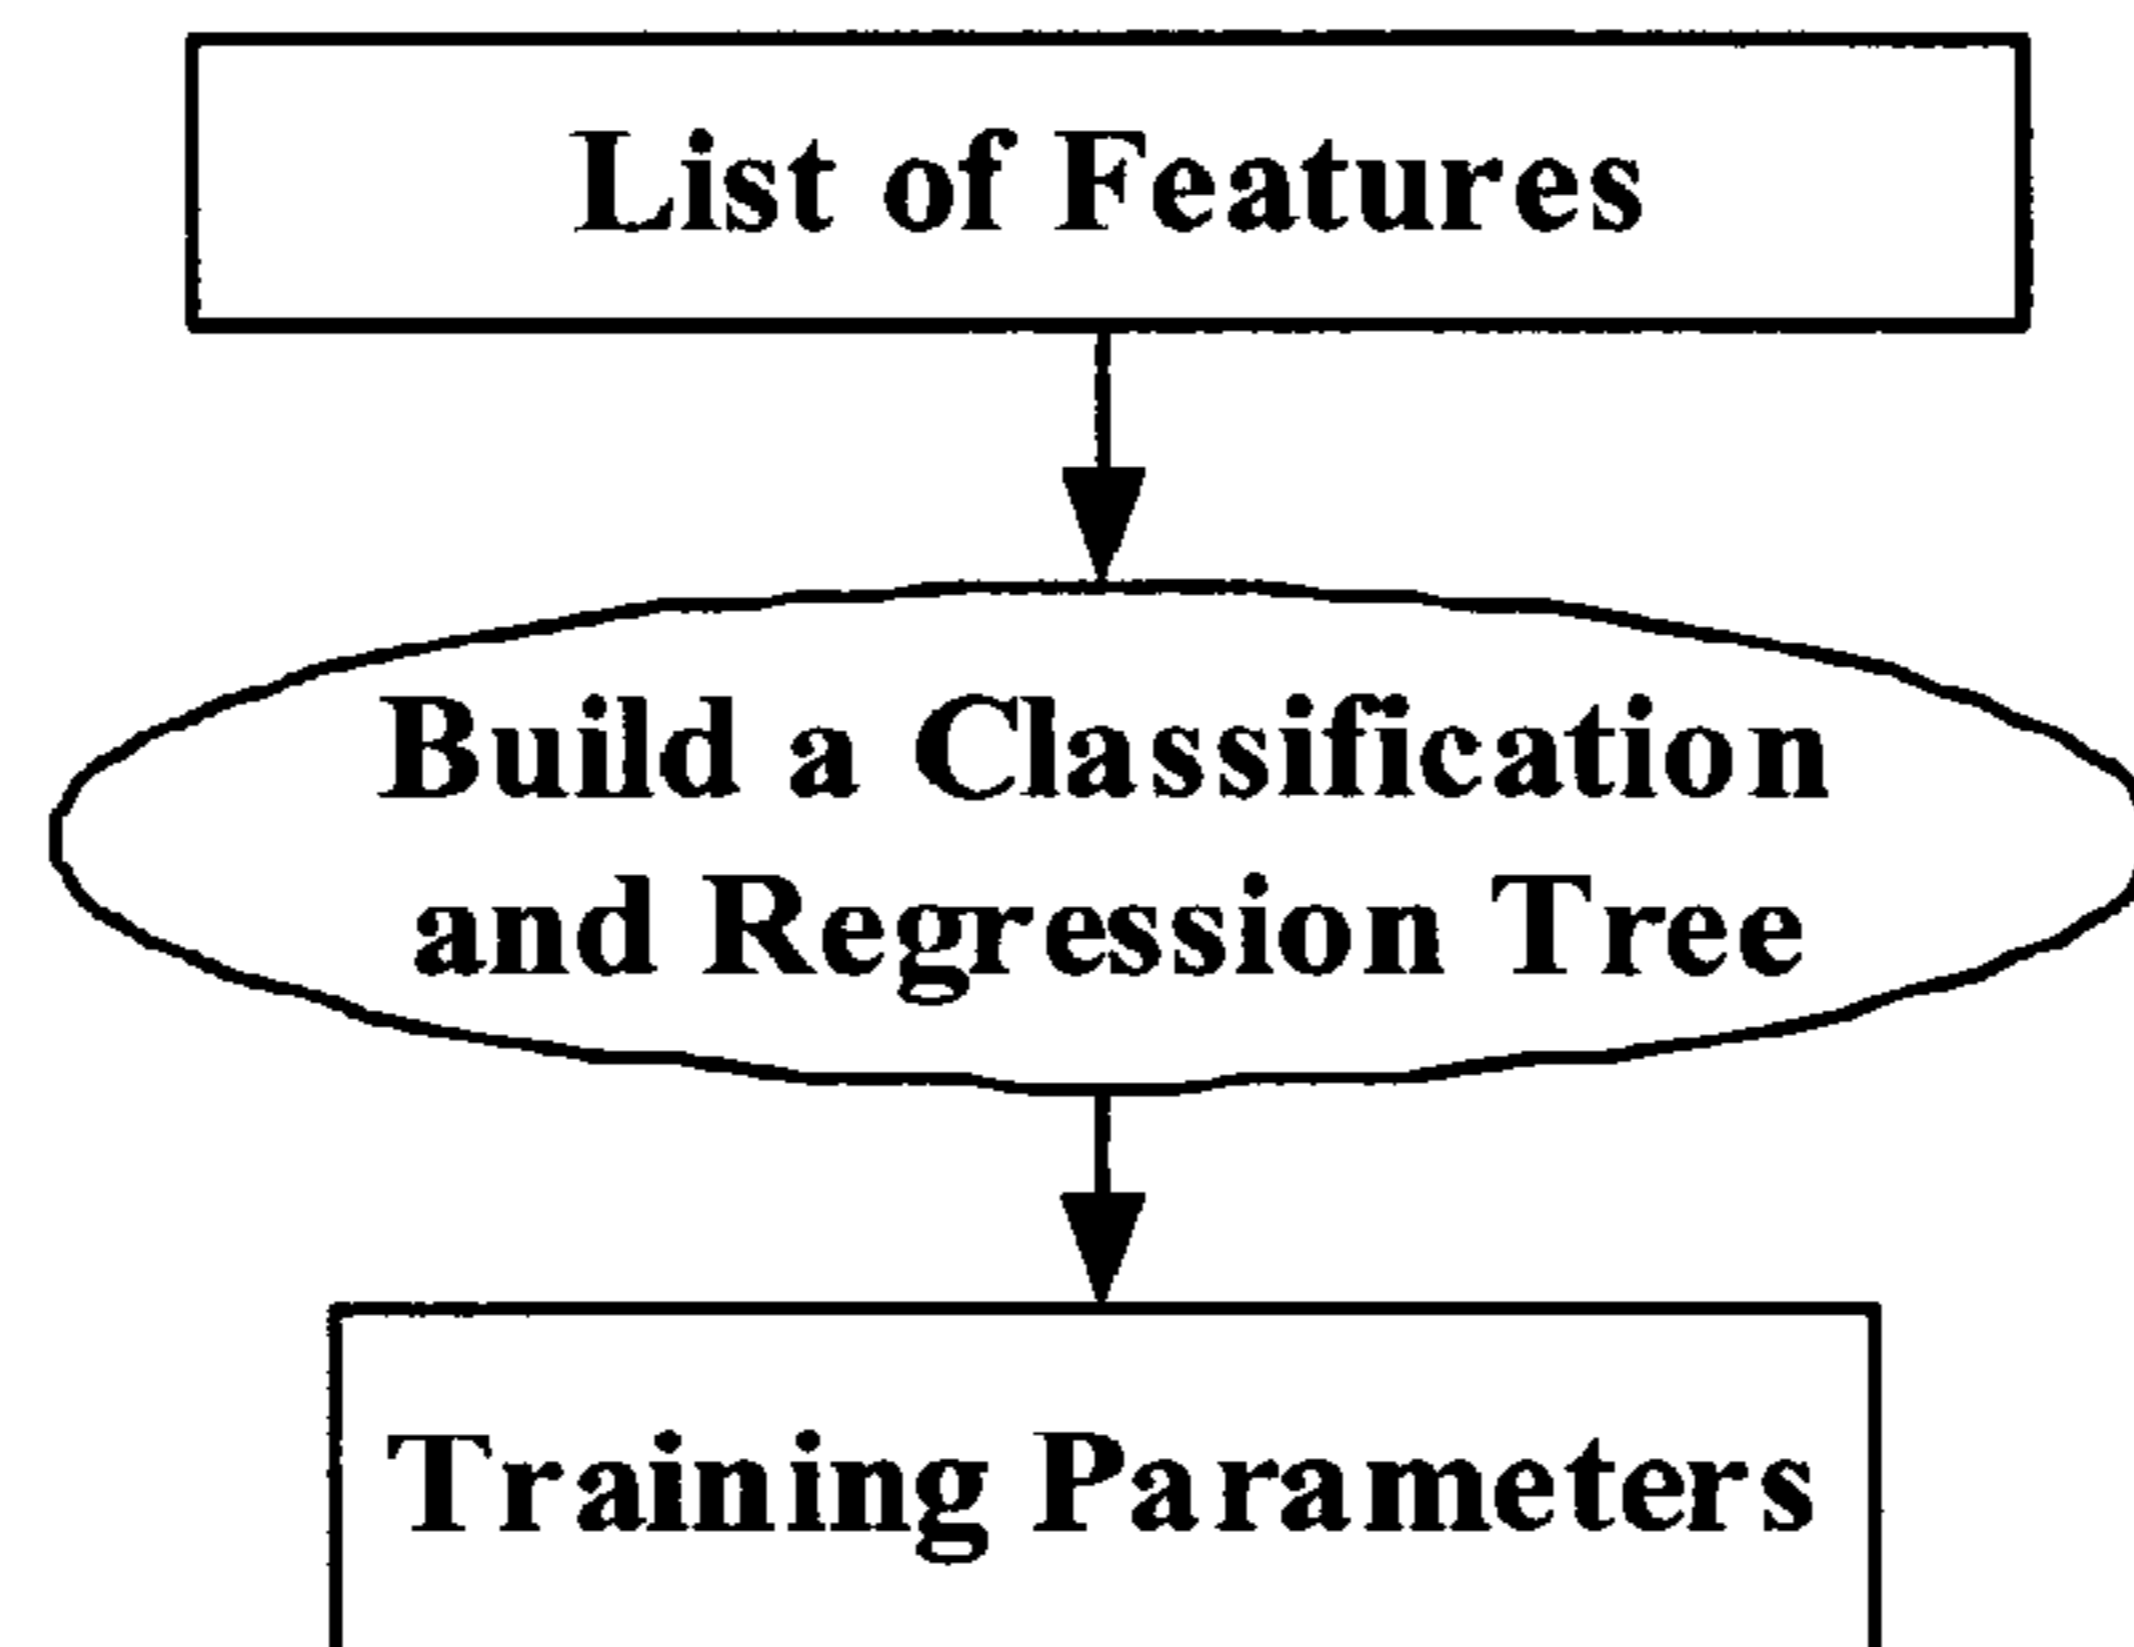 List of Features
Build a Classification
and Regression Tree
Training Parameters